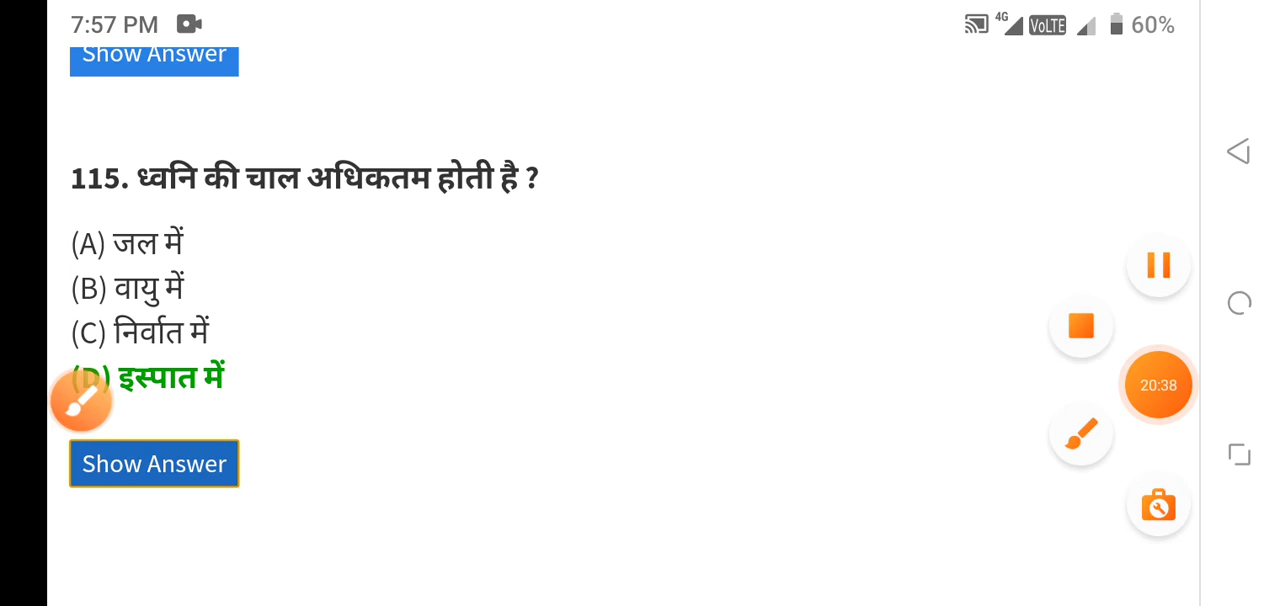 7:57 PM 4G VoLTE 60%
Show Answer
115. ध्वनि की चाल अधिकतम होती है ?
(A) जल में
(B) वायु में
(C) निर्वात में
(D) इस्पात में
20:38
Show Answer